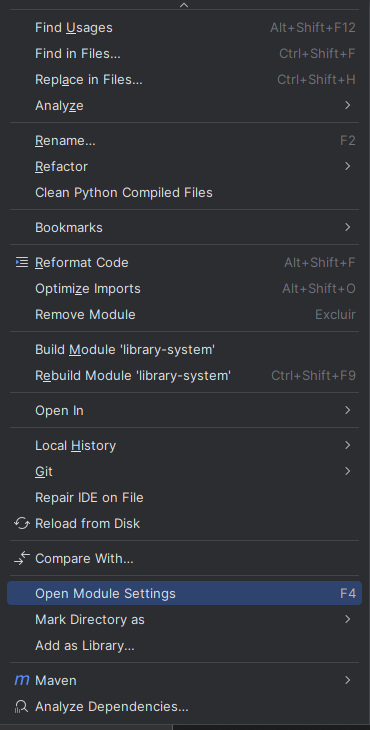 Find Usages Alt+Shift+F12
Find in Files... Ctrl+Shift+F
Replace in Files... Ctrl+Shift+H
Analyze
Rename... F2
Refactor
Clean Python Compiled Files
Bookmarks
Reformat Code Alt+Shift+F
Optimize Imports Alt+Shift+O
Remove Module Excluir
Build Module 'library-system'
Rebuild Module 'library-system' Ctrl+Shift+F9
Open In
Local History
Git
Repair IDE on File
Reload from Disk
Compare With...
Open Module Settings F4
Mark Directory as
Add as Library...
m Maven
Analyze Dependencies...